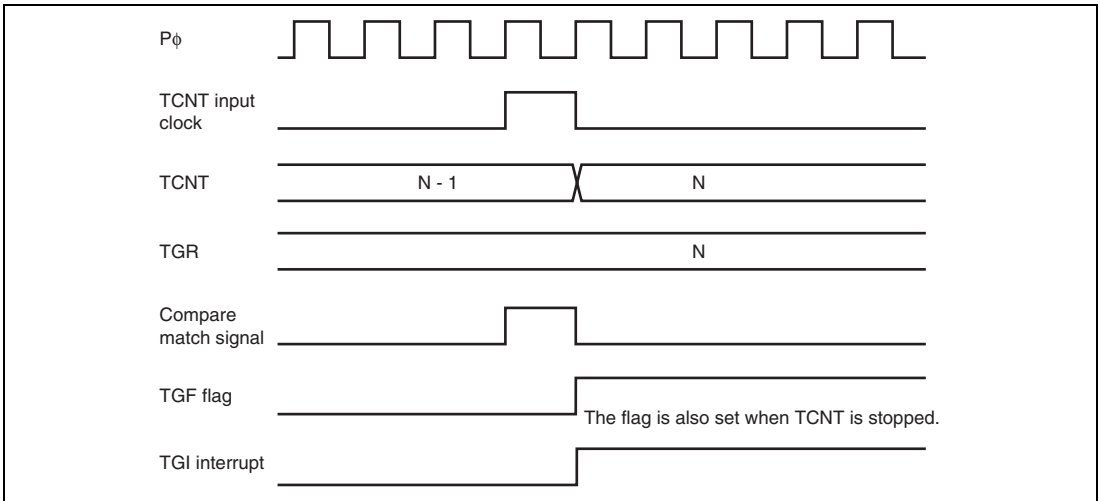 Pφ
TCNT input
clock
TCNT
N - 1
N
TGR
N
Compare
match signal
TGF flag
The flag is also set when TCNT is stopped.
TGI interrupt